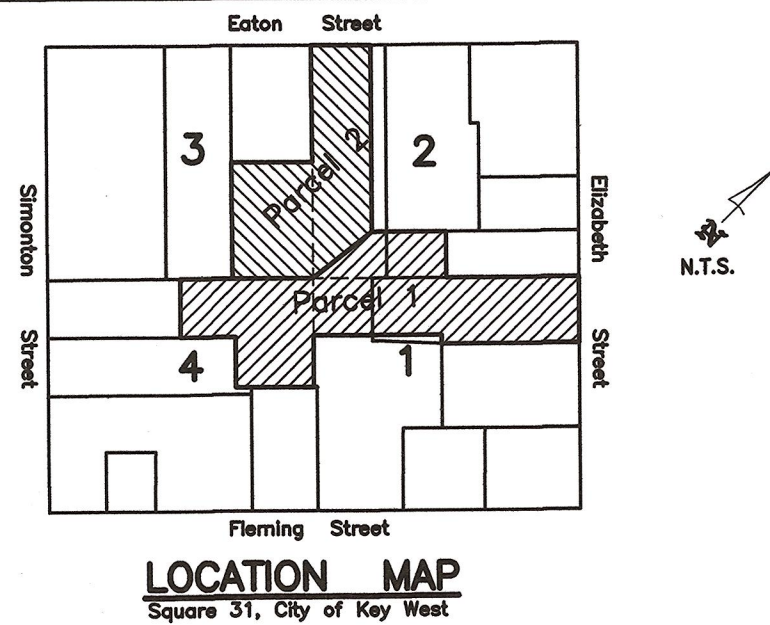 Eaton Street
3
2
Parcel 2
Simonton Street
Elizabeth Street
N
N.T.S.
Parcel 1
4
1
Fleming Street
LOCATION MAP
Square 31, City of Key West